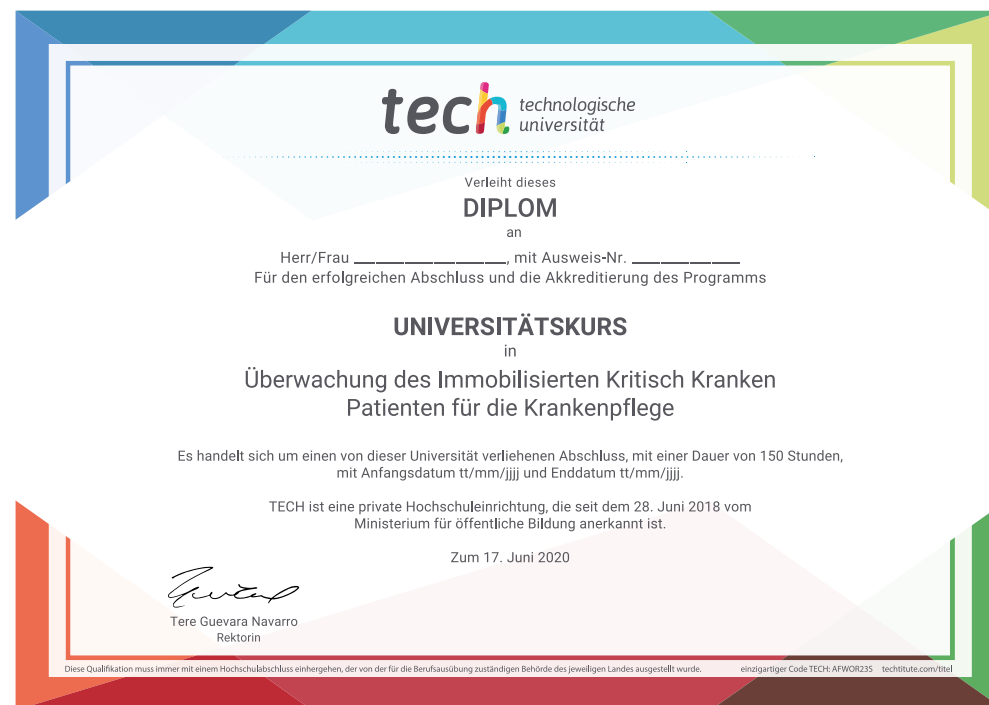 tech technologische
universität
Verleiht dieses
DIPLOM
an
Herr/Frau ______________, mit Ausweis-Nr. __________
Für den erfolgreichen Abschluss und die Akkreditierung des Programms
UNIVERSITÄTSKURS
in
Überwachung des Immobilisierten Kritisch Kranken
Patienten für die Krankenpflege
Es handelt sich um einen von dieser Universität verliehenen Abschluss, mit einer Dauer von 150 Stunden,
mit Anfangsdatum tt/mm/jjjj und Enddatum tt/mm/jjjj.
TECH ist eine private Hochschuleinrichtung, die seit dem 28. Juni 2018 vom
Ministerium für öffentliche Bildung anerkannt ist.
Zum 17. Juni 2020
Tere Guevara Navarro
Rektorin
Diese Qualifikation muss immer mit einem Hochschulabschluss einhergehen, der von der für die Berufsausübung zuständigen Behörde des jeweiligen Landes ausgestellt wurde. einzigartiger Code TECH: AFWOR23S techtitute.com/titel